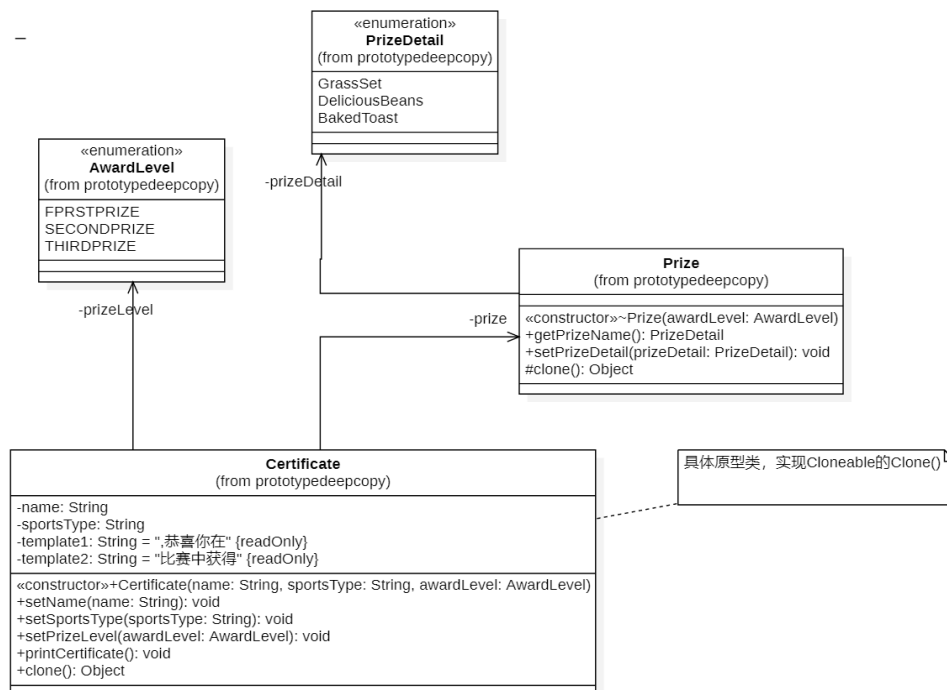 «enumeration»
PrizeDetail
(from prototypedeepcopy)
GrassSet
DeliciousBeans
BakedToast
«enumeration»
AwardLevel
(from prototypedeepcopy)
FPRSTPRIZE
SECONDPRIZE
THIRDPRIZE
-prizeDetail
Prize
(from prototypedeepcopy)
«constructor»~Prize(awardLevel: AwardLevel)
+getPrizeName(): PrizeDetail
+setPrizeDetail(prizeDetail: PrizeDetail): void
#clone(): Object
-prizeLevel
-prize
Certificate
(from prototypedeepcopy)
-name: String
-sportsType: String
-template1: String = ",恭喜你在" {readOnly}
-template2: String = "比赛中获得" {readOnly}
«constructor»+Certificate(name: String, sportsType: String, awardLevel: AwardLevel)
+setName(name: String): void
+setSportsType(sportsType: String): void
+setPrizeLevel(awardLevel: AwardLevel): void
+printCertificate(): void
+clone(): Object
具体原型类，实现Cloneable的Clone()